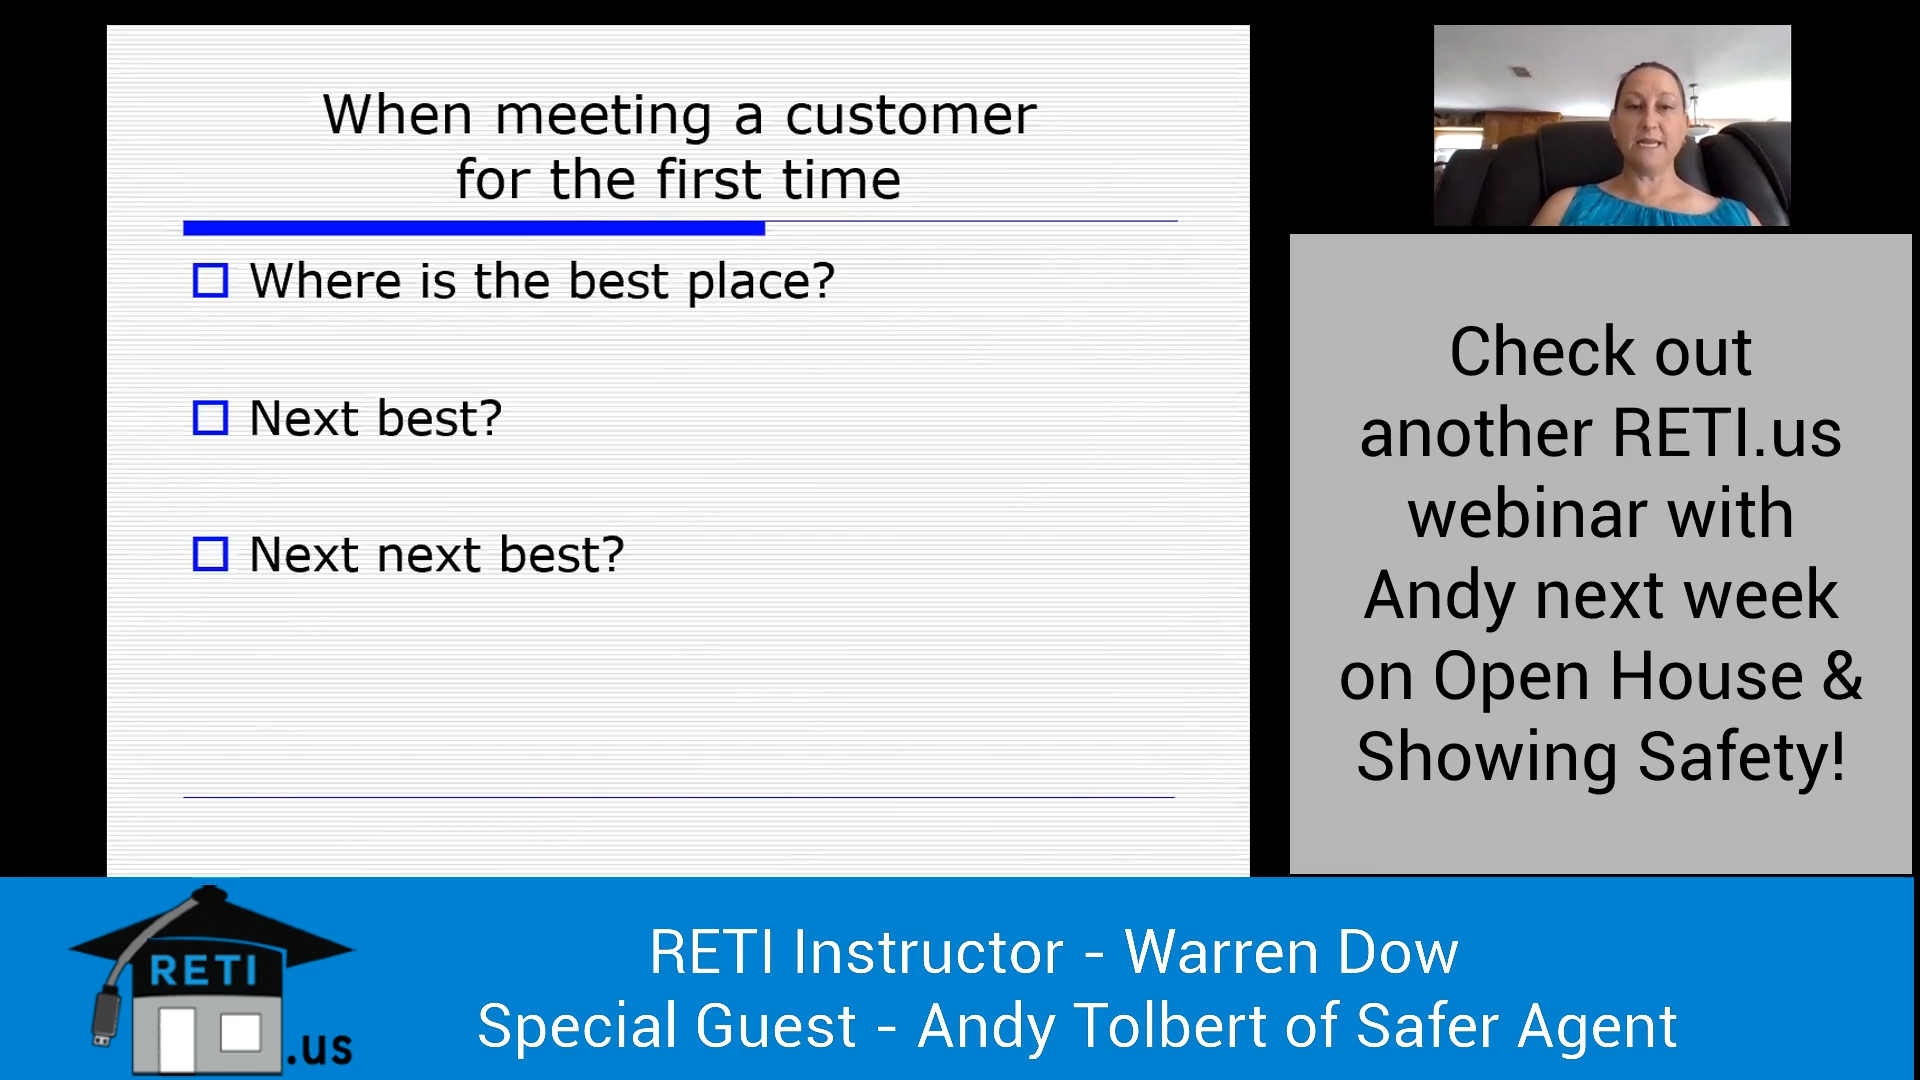 When meeting a customer
for the first time
Where is the best place?
Next best?
Next next best?
Check out
another RETI.us
webinar with
Andy next week
on Open House &
Showing Safety!
RETI
.us
RETI Instructor - Warren Dow
Special Guest - Andy Tolbert of Safer Agent